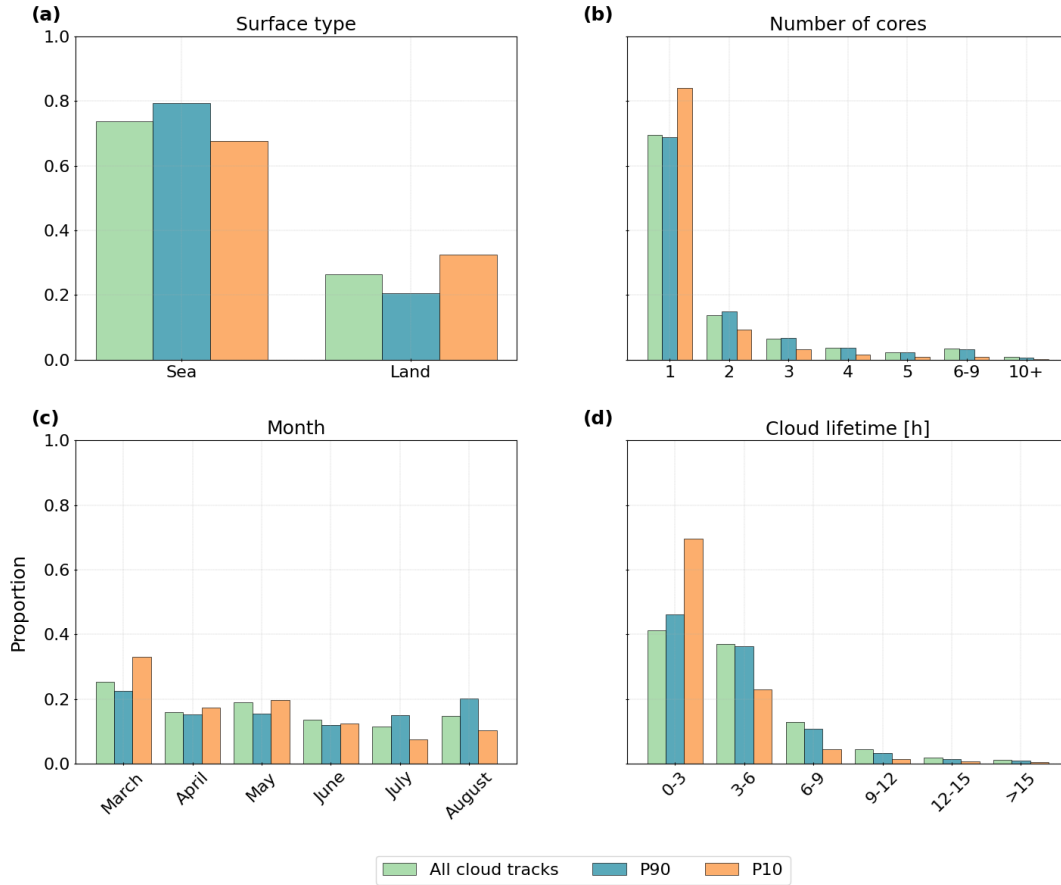 (a)
Surface type
1.0
0.8
0.6
0.4
0.2
0.0
Sea Land
(b)
Number of cores
1 2 3 4 5 6-9 10+
(c)
Month
Proportion
1.0
0.8
0.6
0.4
0.2
0.0
March April May June July August
(d)
Cloud lifetime [h]
0-3 3-6 6-9 9-12 12-15 >15
All cloud tracks P90 P10